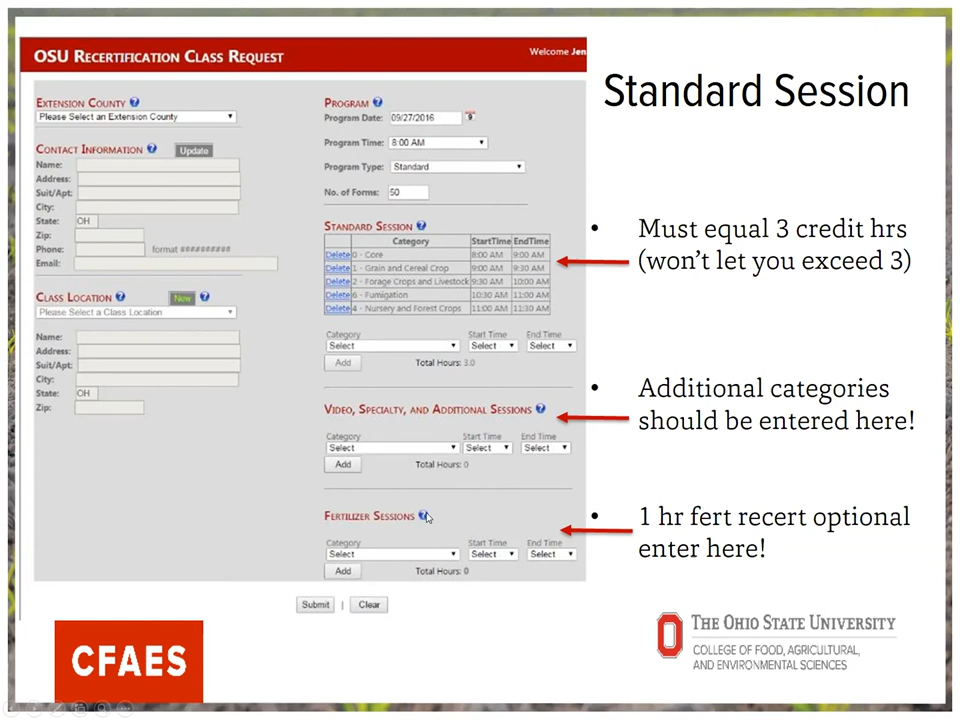 OSU RECERTIFICATION CLASS REQUEST
Welcome Jen
Standard Session
EXTENSION COUNTY
Please Select an Extension County
CONTACT INFORMATION
Update
Name:
Address:
Suit/Apt:
City:
State: OH
Zip:
Phone: format ##########
Email:
CLASS LOCATION
New
Please Select a Class Location
Name:
Address:
Suit/Apt:
City:
State: OH
Zip:
PROGRAM
Program Date: 09/27/2016
Program Time: 8:00 AM
Program Type: Standard
No. of Forms: 50
STANDARD SESSION
Category StartTime EndTime
Delete 0 - Core 8:00 AM 9:00 AM
Delete 1 - Grain and Cereal Crop 9:00 AM 9:30 AM
Delete 2 - Forage Crops and Livestock 9:30 AM 10:00 AM
Delete 6 - Fumigation 10:30 AM 11:00 AM
Delete 4 - Nursery and Forest Crops 11:00 AM 11:30 AM
Category Start Time End Time
Select Select Select
Add Total Hours: 3.0
VIDEO, SPECIALTY, AND ADDITIONAL SESSIONS
Category Start Time End Time
Select Select Select
Add Total Hours: 0
FERTILIZER SESSIONS
Category Start Time End Time
Select Select Select
Add Total Hours: 0
Submit | Clear
• Must equal 3 credit hrs
(won't let you exceed 3)
• Additional categories
should be entered here!
• 1 hr fert recert optional
enter here!
CFAES
THE OHIO STATE UNIVERSITY
COLLEGE OF FOOD, AGRICULTURAL,
AND ENVIRONMENTAL SCIENCES